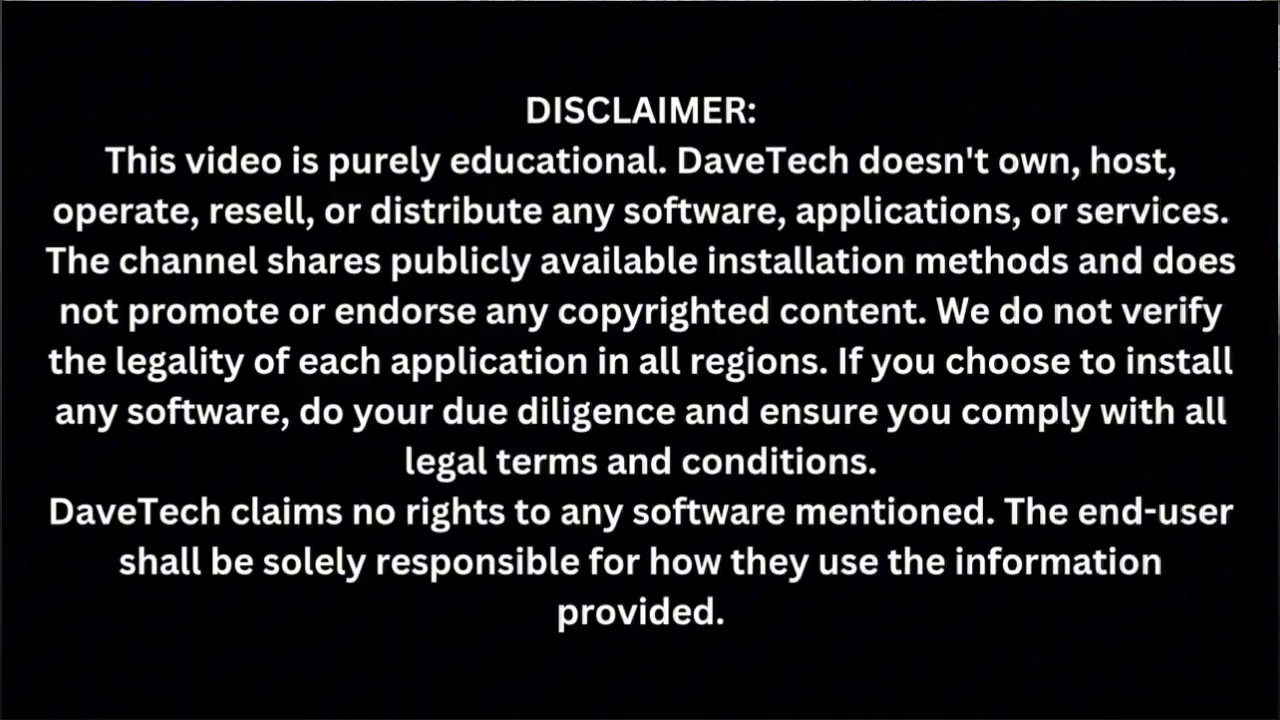 DISCLAIMER:
This video is purely educational. DaveTech doesn't own, host,
operate, resell, or distribute any software, applications, or services.
The channel shares publicly available installation methods and does
not promote or endorse any copyrighted content. We do not verify
the legality of each application in all regions. If you choose to install
any software, do your due diligence and ensure you comply with all
legal terms and conditions.
DaveTech claims no rights to any software mentioned. The end-user
shall be solely responsible for how they use the information
provided.